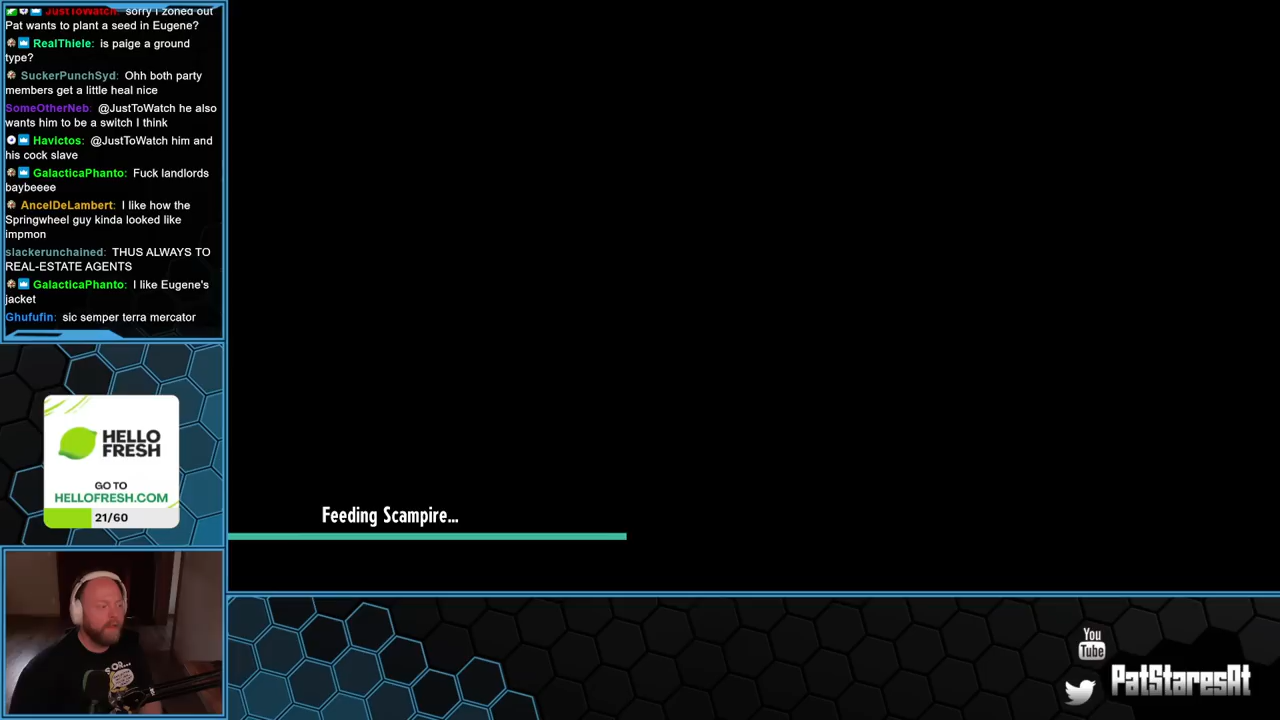 JustToWatch: sorry I zoned out
Pat wants to plant a seed in Eugene?
RealThiele: is paige a ground
type?
SuckerPunchSyd: Ohh both party
members get a little heal nice
SomeOtherNeb: @JustToWatch he also
wants him to be a switch I think
Havictos: @JustToWatch him and
his cock slave
GalacticaPhanto: Fuck landlords
baybeeee
AncelDeLambert: I like how the
Springwheel guy kinda looked like
impmon
slackerunchained: THUS ALWAYS TO
REAL-ESTATE AGENTS
GalacticaPhanto: I like Eugene's
jacket
Ghufufin: sic semper terra mercator
HELLO
FRESH
GO TO
HELLOFRESH.COM
21/60
Feeding Scampire...
You
Tube
PatStaresAt